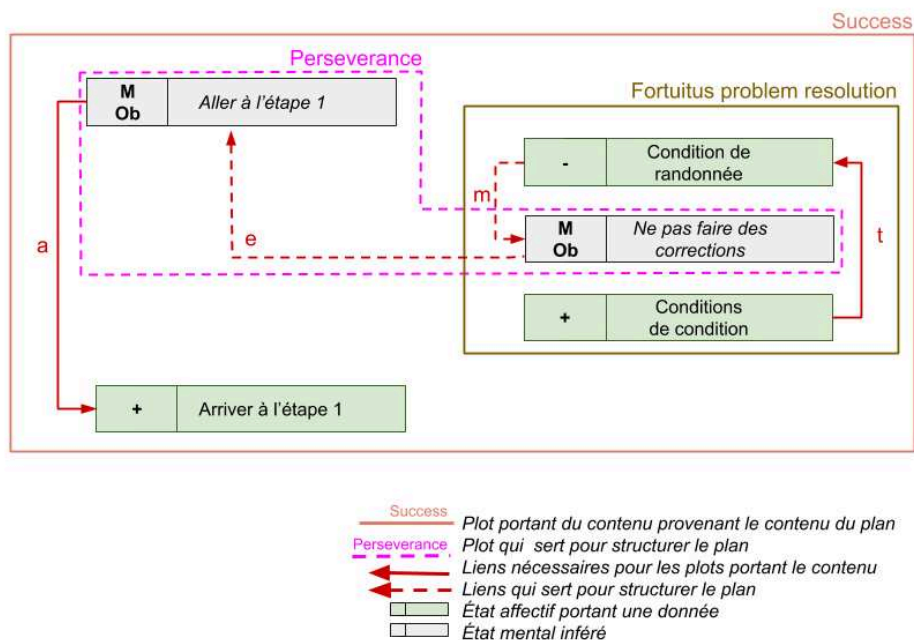 Success
Perseverance
M
Ob
Aller à l'étape 1
Fortuitus problem resolution
-
Condition de
randonnée
m
M
Ob
Ne pas faire des
corrections
e
a
t
+
Conditions
de condition
+
Arriver à l'étape 1
Success
Plot portant du contenu provenant le contenu du plan
Perseverance
Plot qui sert pour structurer le plan
Liens nécessaires pour les plots portant le contenu
Liens qui sert pour structurer le plan
État affectif portant une donnée
État mental inféré